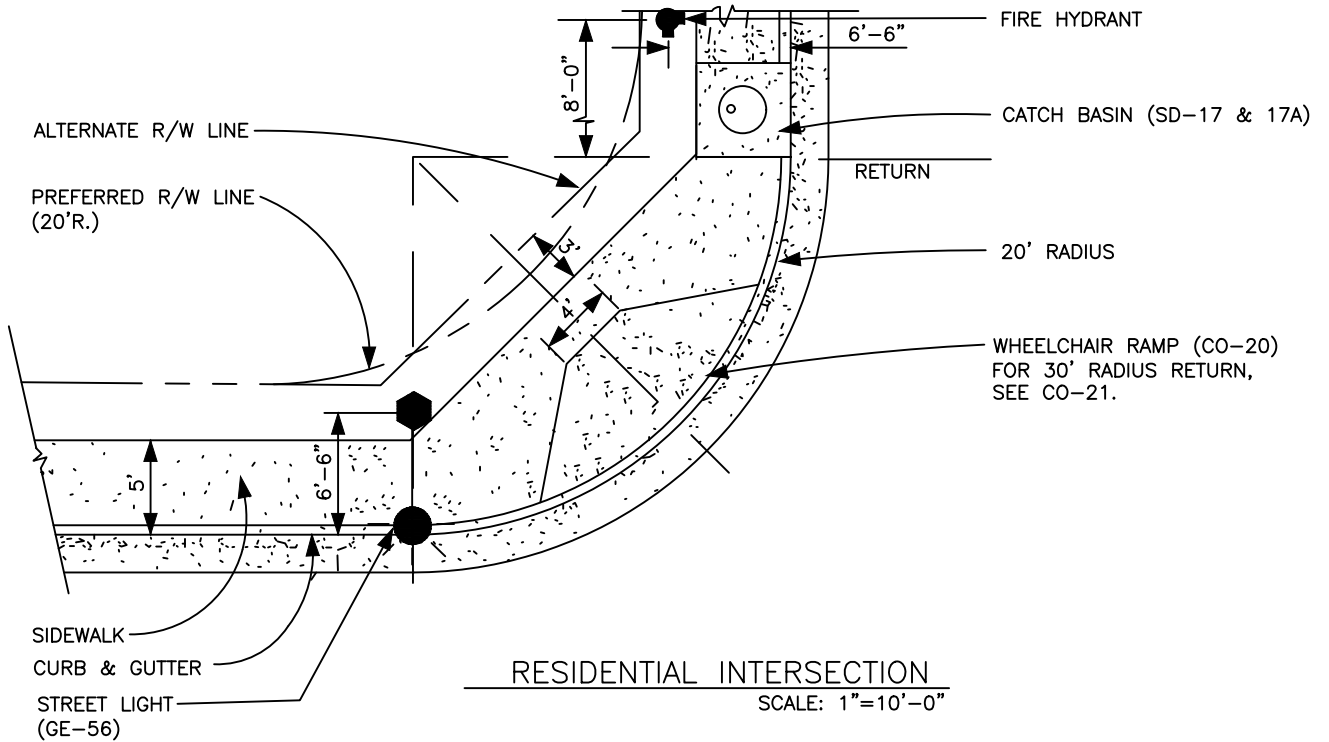 FIRE HYDRANT
6'-6"
8'-0"
CATCH BASIN (SD-17 & 17A)
ALTERNATE R/W LINE
RETURN
PREFERRED R/W LINE
(20'R.)
3'
20' RADIUS
4'
WHEELCHAIR RAMP (CO-20)
FOR 30' RADIUS RETURN,
SEE CO-21.
5'
6'-6"
SIDEWALK
CURB & GUTTER
STREET LIGHT
(GE-56)
RESIDENTIAL INTERSECTION
SCALE: 1"=10'-0"